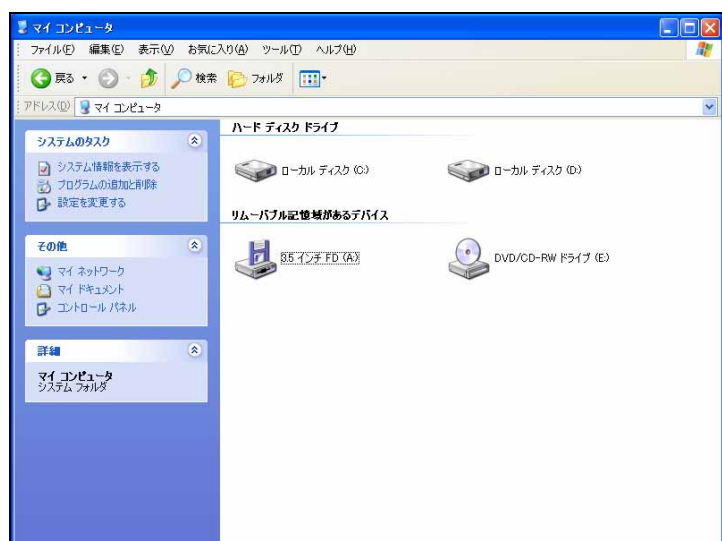 マイ コンピュータ
ファイル(F) 編集(E) 表示(V) お気に入り(A) ツール(T) ヘルプ(H)
戻る 検索 フォルダ
アドレス(D) マイ コンピュータ
システムのタスク
システム情報を表示する
プログラムの追加と削除
設定を変更する
その他
マイ ネットワーク
マイ ドキュメント
コントロール パネル
詳細
マイ コンピュータ
システム フォルダ
ハード ディスク ドライブ
ローカル ディスク (C:) ローカル ディスク (D:)
リムーバブル記憶域があるデバイス
3.5 インチ FD (A:) DVD/CD-RW ドライブ (E:)